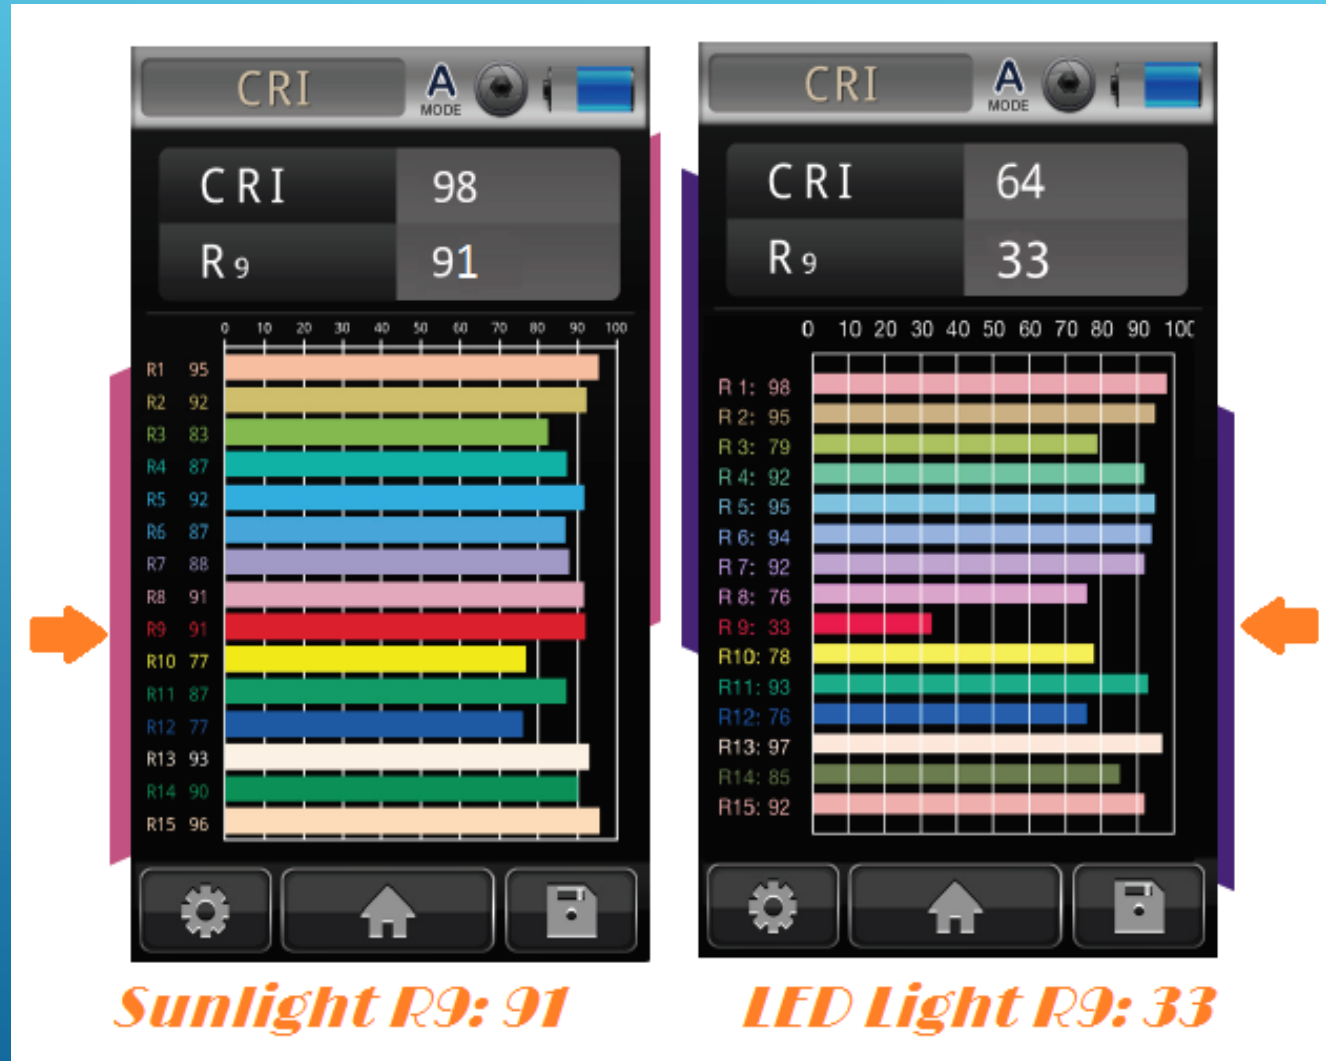 CRI
A
MODE
CRI 98
R9 91
0 10 20 30 40 50 60 70 80 90 100
R1 95
R2 92
R3 83
R4 87
R5 92
R6 87
R7 88
R8 91
R9 91
R10 77
R11 87
R12 77
R13 93
R14 90
R15 96
Sunlight R9: 91
CRI
A
MODE
CRI 64
R9 33
0 10 20 30 40 50 60 70 80 90 100
R 1: 98
R 2: 95
R 3: 79
R 4: 92
R 5: 95
R 6: 94
R 7: 92
R 8: 76
R 9: 33
R10: 78
R11: 93
R12: 76
R13: 97
R14: 85
R15: 92
LED Light R9: 33